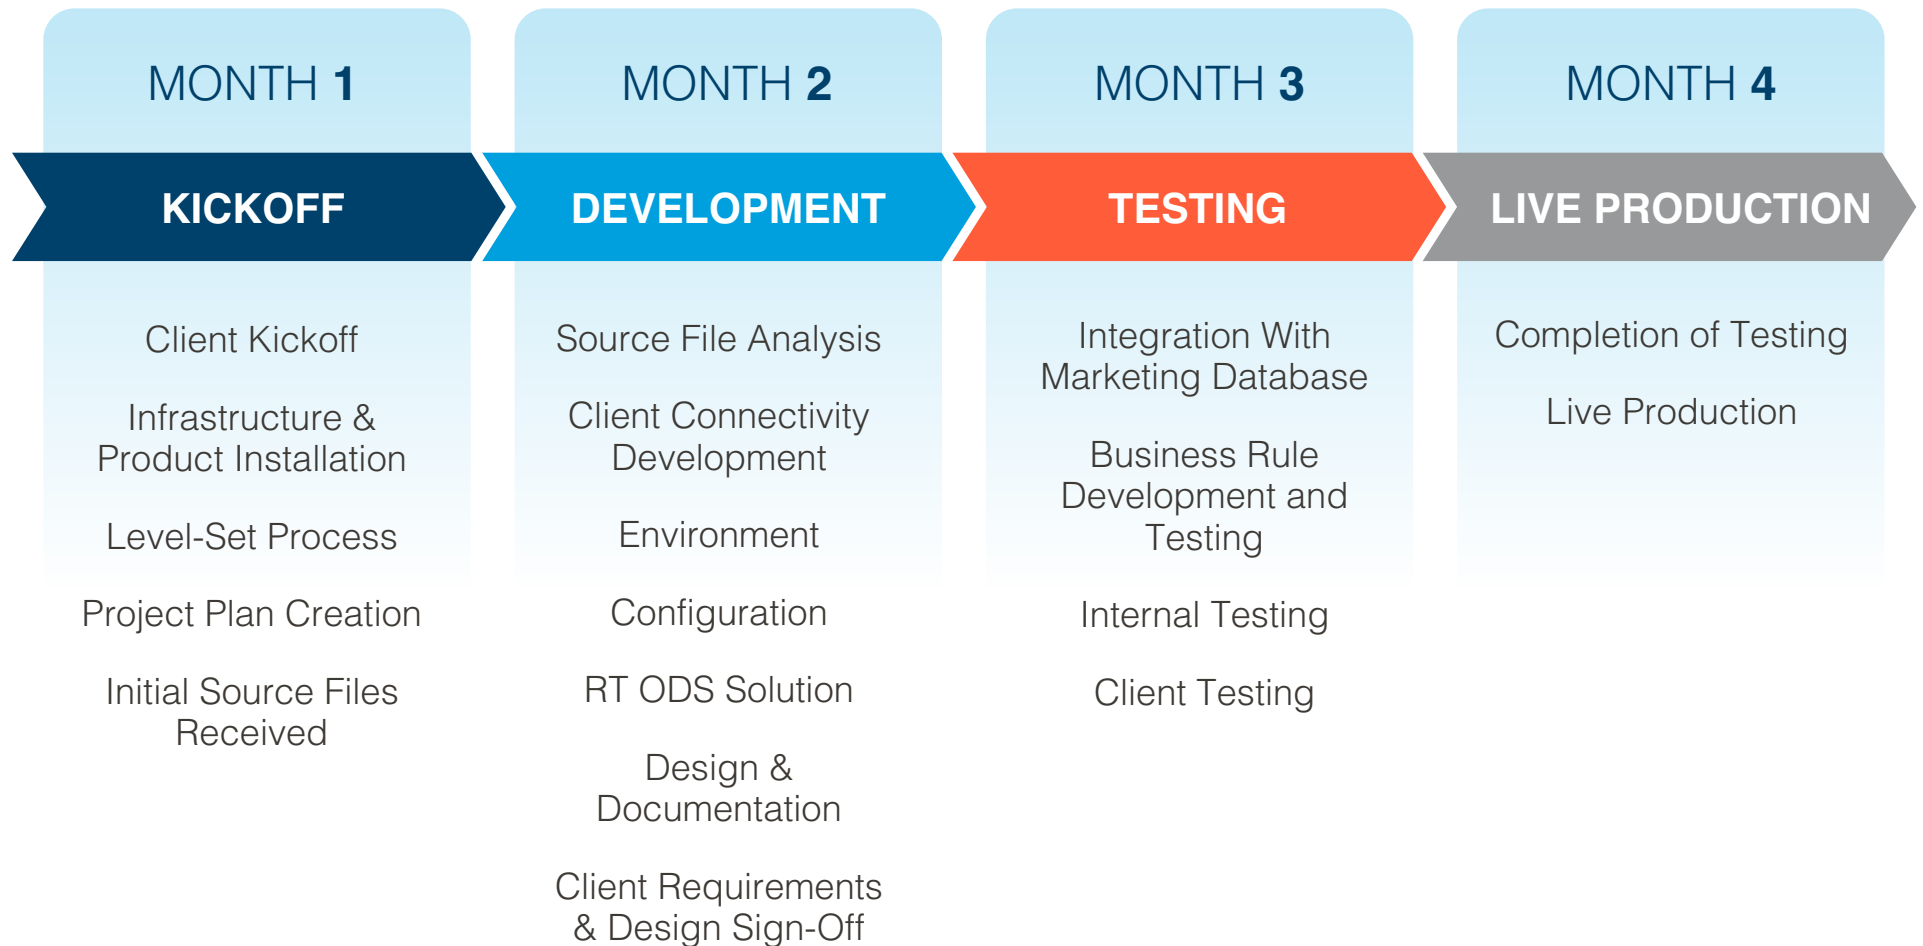 MONTH 1
KICKOFF
Client Kickoff
Infrastructure &
Product Installation
Level-Set Process
Project Plan Creation
Initial Source Files
Received
MONTH 2
DEVELOPMENT
Source File Analysis
Client Connectivity
Development
Environment
Configuration
RT ODS Solution
Design &
Documentation
Client Requirements
& Design Sign-Off
MONTH 3
TESTING
Integration With
Marketing Database
Business Rule
Development and
Testing
Internal Testing
Client Testing
MONTH 4
LIVE PRODUCTION
Completion of Testing
Live Production